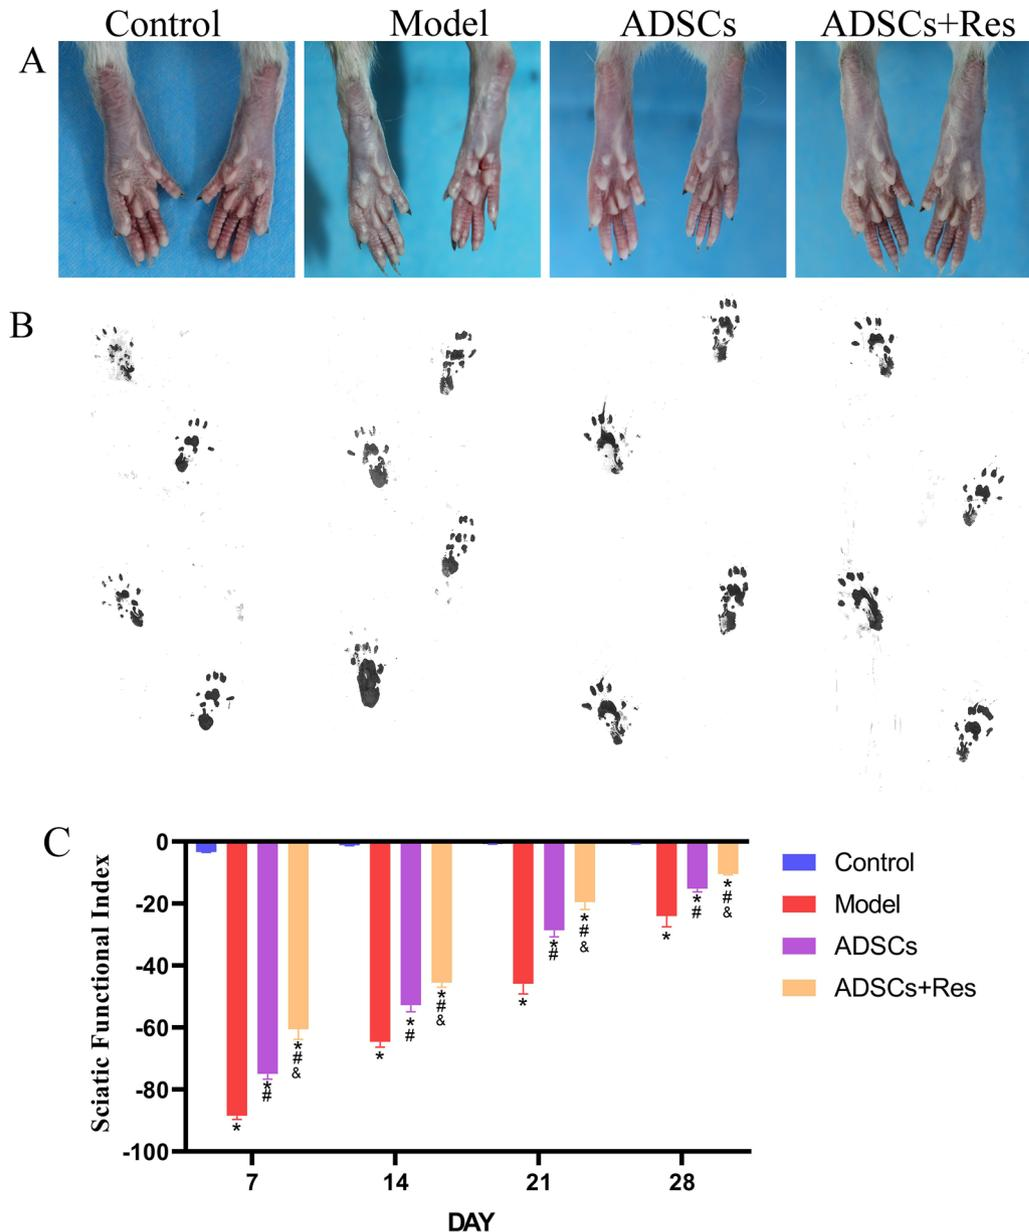 Control Model ADSCs ADSCs+Res
A
B
C
Sciatic Functional Index
0
-20
-40
-60
-80
-100
* *
# *
#
&
* *
# *
#
&
* *
# *
#
&
* *
# *
#
&
7 14 21 28
DAY
Control
Model
ADSCs
ADSCs+Res